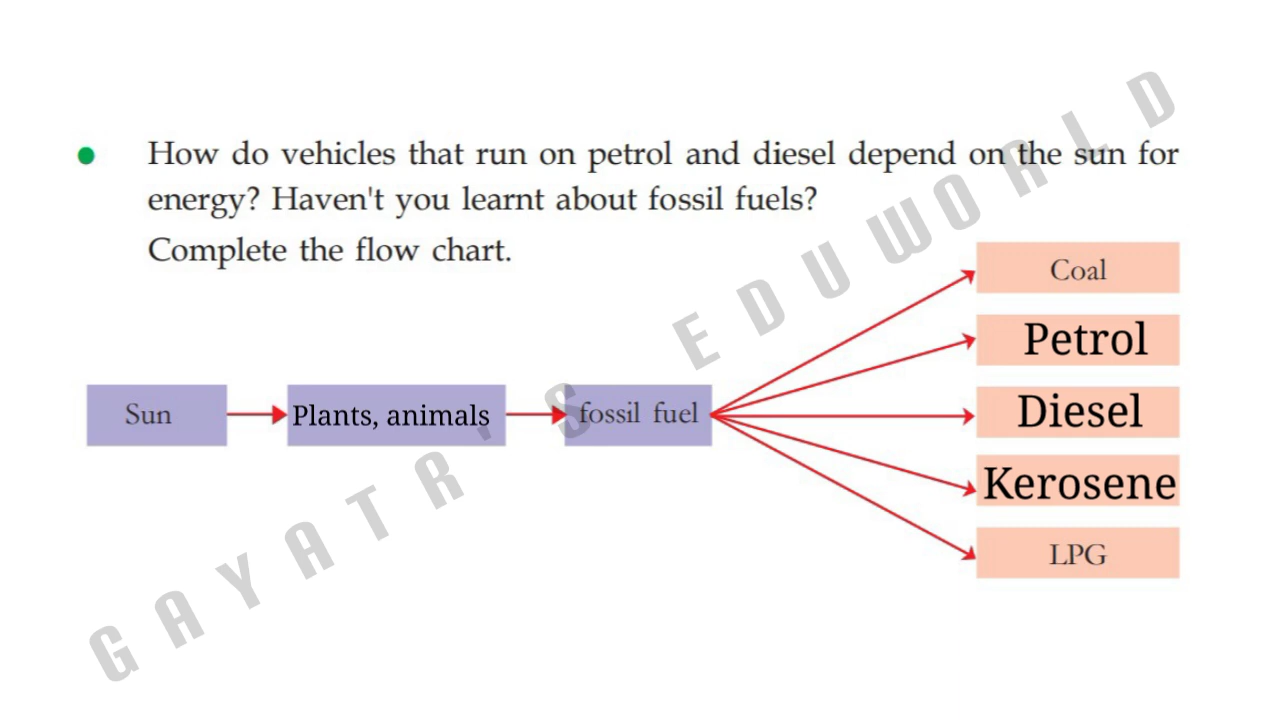 How do vehicles that run on petrol and diesel depend on the sun for
energy? Haven't you learnt about fossil fuels?
Complete the flow chart.
Sun
Plants, animals
fossil fuel
Coal
Petrol
Diesel
Kerosene
LPG
GAYATR'S EDUWORLD